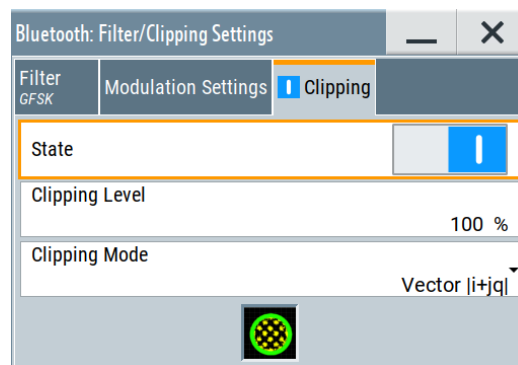 Bluetooth: Filter/Clipping Settings
Filter
GFSK
Modulation Settings
Clipping
State
Clipping Level
100 %
Clipping Mode
Vector |i+jq|